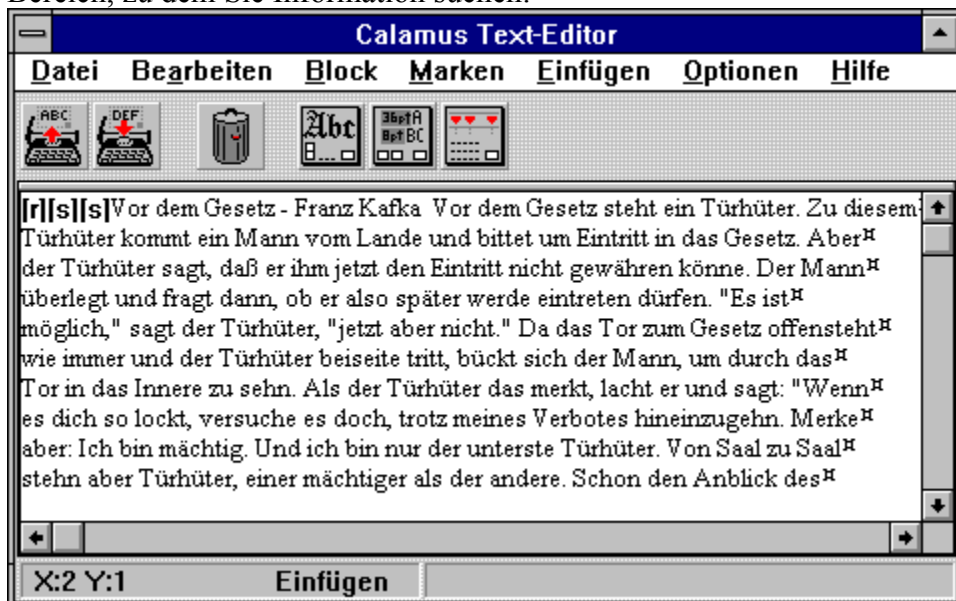 Bereich, zu dem Sie Information suchen.
Calamus Text-Editor
Datei Bearbeiten Block Marken Einfügen Optionen Hilfe
ABC DEF Abc 36ptA 8pt BC
[r][s][s]Vor dem Gesetz - Franz Kafka Vor dem Gesetz steht ein Türhüter. Zu diesem
Türhüter kommt ein Mann vom Lande und bittet um Eintritt in das Gesetz. Aber¤
der Türhüter sagt, daß er ihm jetzt den Eintritt nicht gewähren könne. Der Mann¤
überlegt und fragt dann, ob er also später werde eintreten dürfen. "Es ist¤
möglich," sagt der Türhüter, "jetzt aber nicht." Da das Tor zum Gesetz offensteht¤
wie immer und der Türhüter beiseite tritt, bückt sich der Mann, um durch das¤
Tor in das Innere zu sehn. Als der Türhüter das merkt, lacht er und sagt: "Wenn¤
es dich so lockt, versuche es doch, trotz meines Verbotes hineinzugehn. Merke¤
aber: Ich bin mächtig. Und ich bin nur der unterste Türhüter. Von Saal zu Saal¤
stehn aber Türhüter, einer mächtiger als der andere. Schon den Anblick des¤
X:2 Y:1 Einfügen